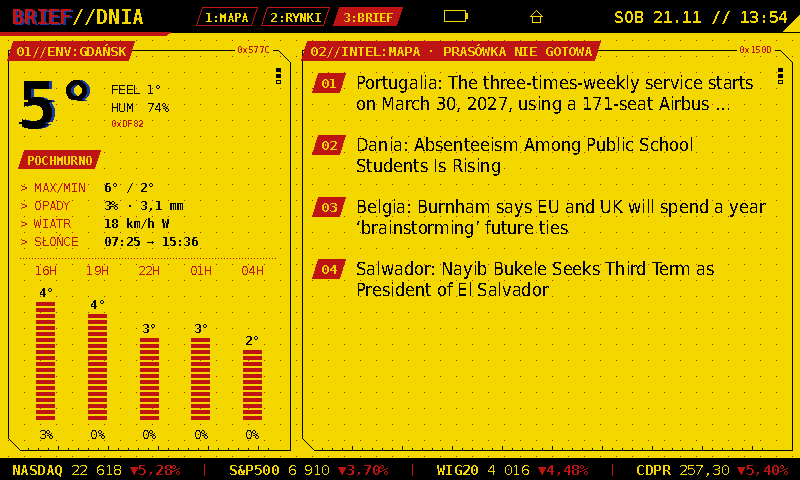 BRIEF//DNIA
1:MAPA
2:RYNKI
3:BRIEF
SOB 21.11 // 13:54
01//ENV:GDAŃSK
0x577C
5°
FEEL 1°
HUM 74%
0xDF82
POCHMURNO
> MAX/MIN 6° / 2°
> OPADY 3% · 3,1 mm
> WIATR 18 km/h W
> SŁOŃCE 07:25 → 15:36
16H 19H 22H 01H 04H
4° 4° 3° 3° 2°
3% 0% 0% 0% 0%
02//INTEL:MAPA · PRASÓWKA NIE GOTOWA
0x150D
01 Portugalia: The three-times-weekly service starts
on March 30, 2027, using a 171-seat Airbus ...
02 Dania: Absenteeism Among Public School
Students Is Rising
03 Belgia: Burnham says EU and UK will spend a year
‘brainstorming’ future ties
04 Salwador: Nayib Bukele Seeks Third Term as
President of El Salvador
NASDAQ 22 618 ▼5,28% | S&P500 6 910 ▼3,70% | WIG20 4 016 ▼4,48% | CDPR 257,30 ▼5,40%